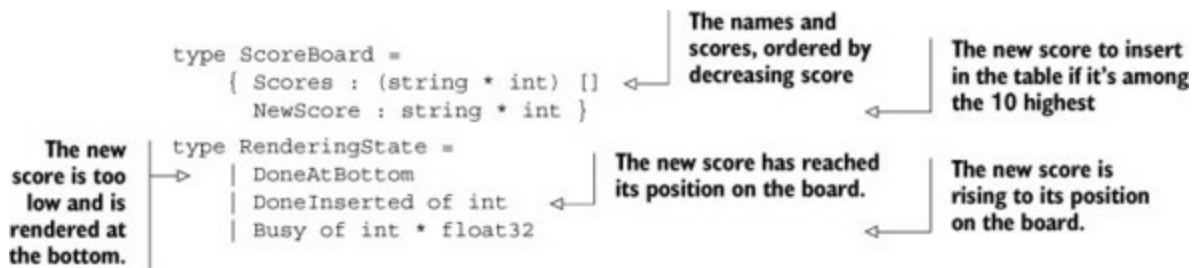 The names and
scores, ordered by
decreasing score
type ScoreBoard =
{ Scores : (string * int) []
NewScore : string * int }
The new score to insert
in the table if it's among
the 10 highest
type RenderingState =
| DoneAtBottom
| DoneInserted of int
| Busy of int * float32
The new
score is too
low and is
rendered at
the bottom.
The new score has reached
its position on the board.
The new score is
rising to its position
on the board.